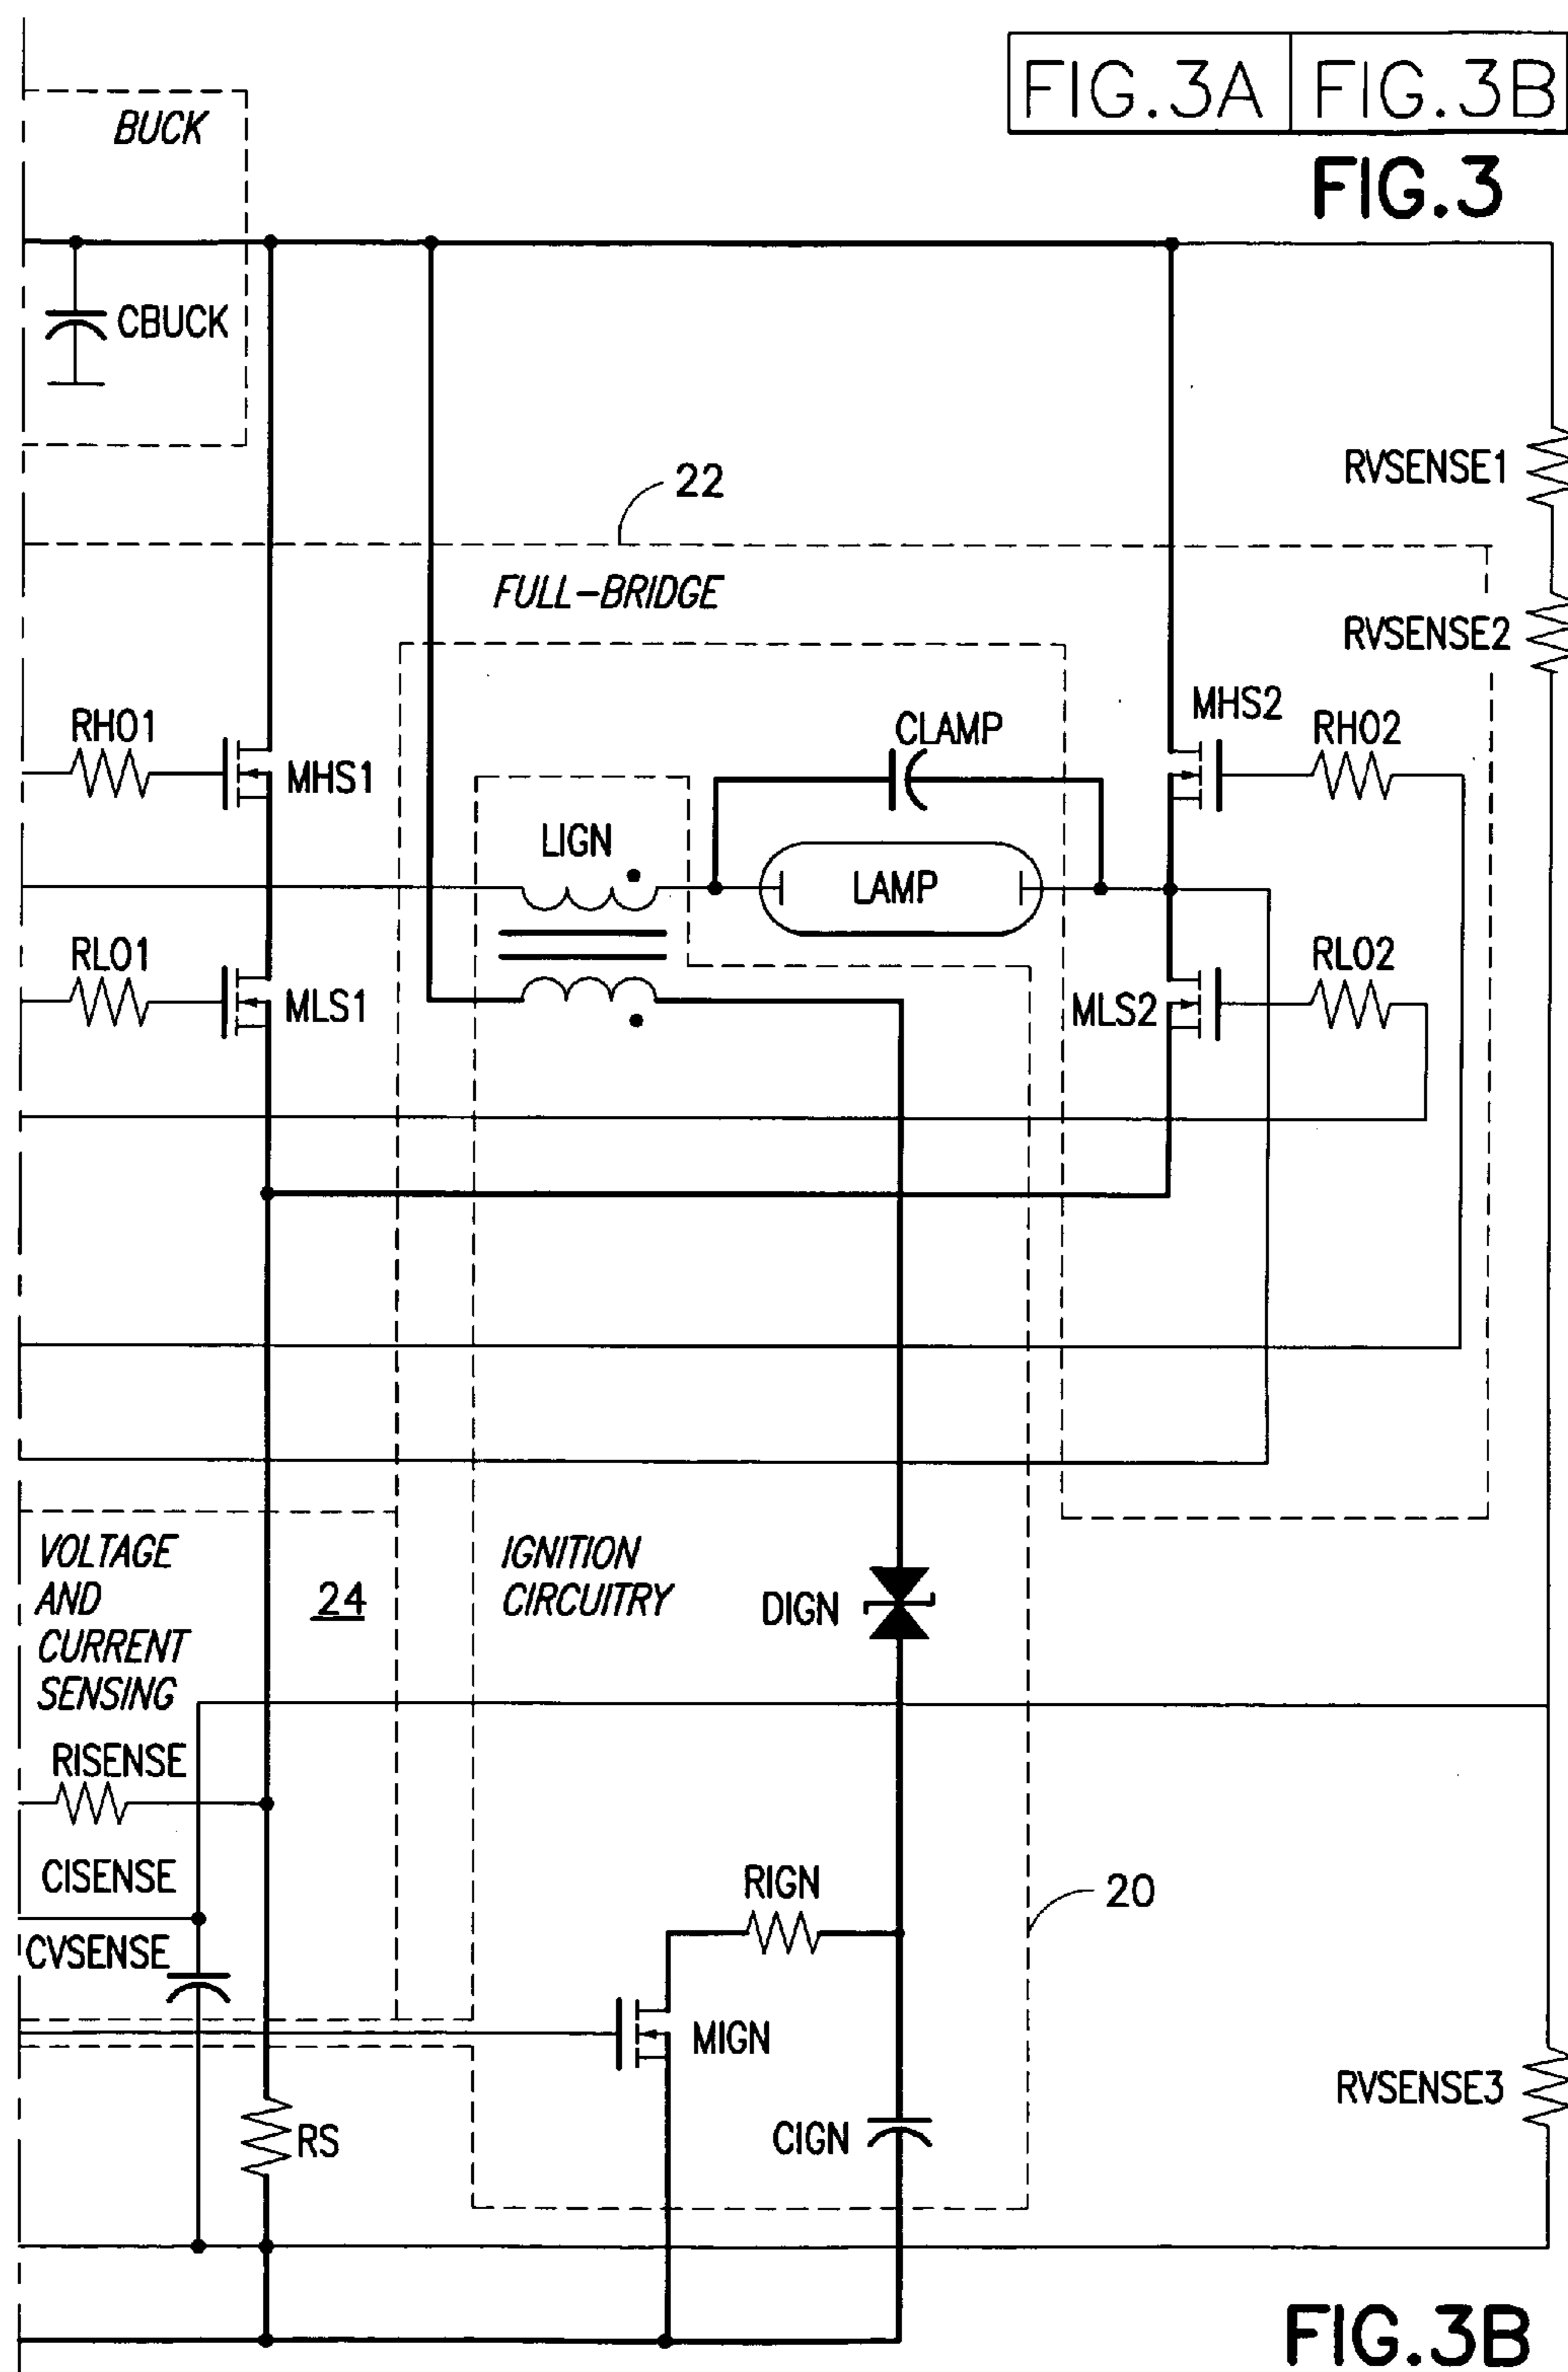 FIG.3A FIG.3B
FIG.3
BUCK
CBUCK
RVSENSE1
22
FULL-BRIDGE
RVSENSE2
MHS2
RHO1
CLAMP
RHO2
MHS1
LIGN
LAMP
RLO1
RLO2
MLS1
MLS2
VOLTAGE
AND
CURRENT
SENSING
24
IGNITION
CIRCUITRY
DIGN
RISENSE
CISENSE
RIGN
20
CVSENSE
MIGN
RVSENSE3
RS
CIGN
FIG.3B